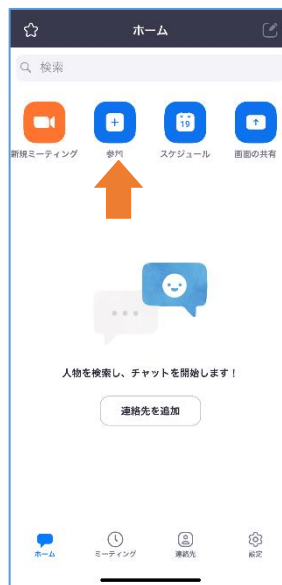 ホーム
検索
19
新規ミーティング
参加
スケジュール
画面の共有
人物を検索し、チャットを開始します！
連絡先を追加
ホーム
ミーティング
連絡先
設定